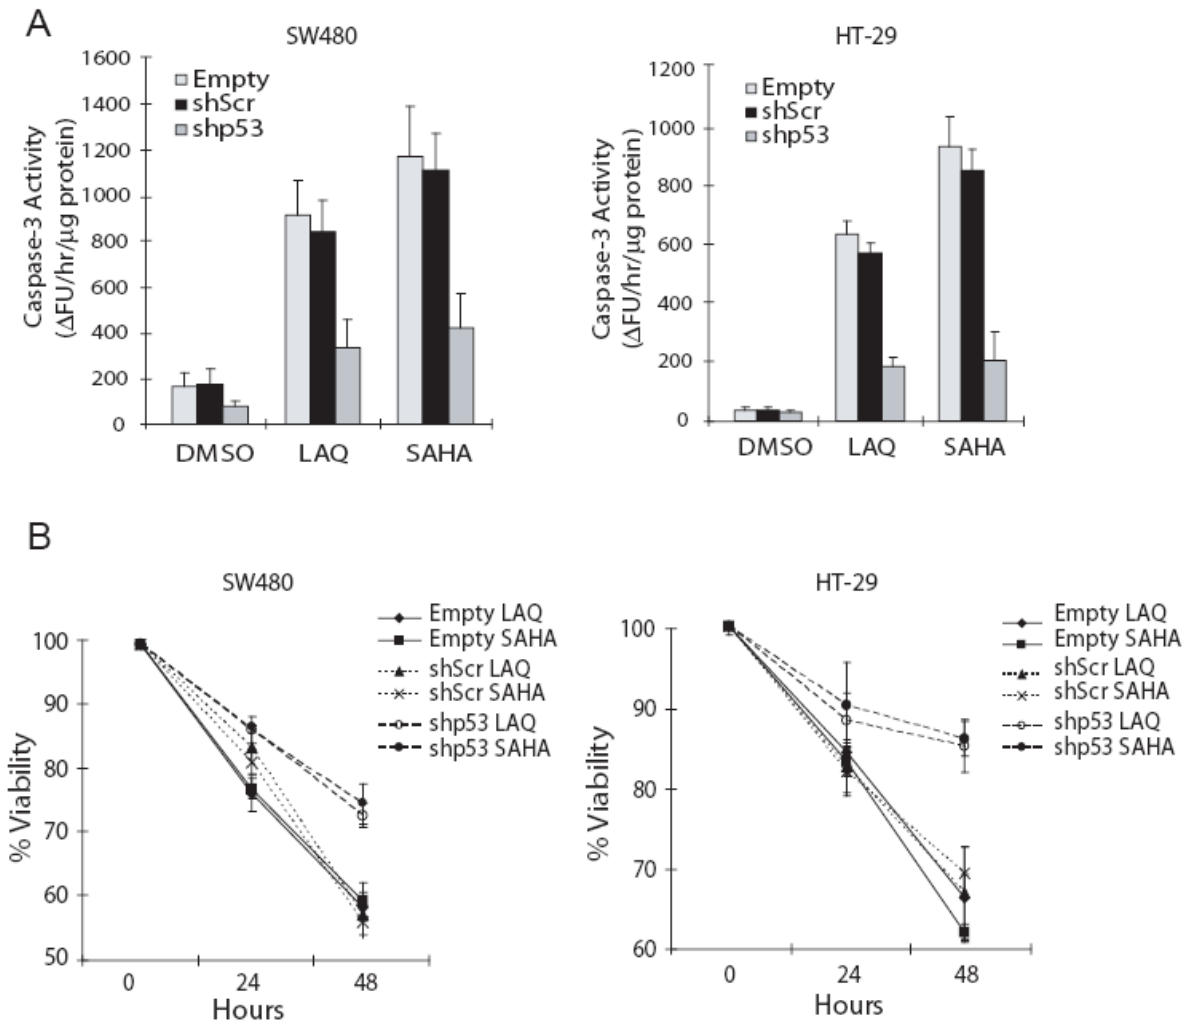 A
SW480
1600
1400
1200
1000
800
600
400
200
0
Caspase-3 Activity
(ΔFU/hr/µg protein)
Empty
shScr
shp53
DMSO LAQ SAHA
HT-29
1200
1000
800
600
400
200
0
Caspase-3 Activity
(ΔFU/hr/µg protein)
Empty
shScr
shp53
DMSO LAQ SAHA
B
SW480
100
90
80
70
60
50
% Viability
Empty LAQ
Empty SAHA
shScr LAQ
shScr SAHA
shp53 LAQ
shp53 SAHA
0 24 48
Hours
HT-29
100
90
80
70
60
% Viability
Empty LAQ
Empty SAHA
shScr LAQ
shScr SAHA
shp53 LAQ
shp53 SAHA
0 24 48
Hours